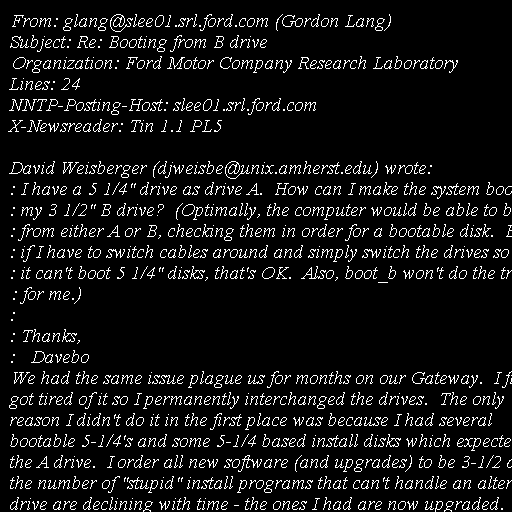 From: glang@slee01.srl.ford.com (Gordon Lang)
Subject: Re: Booting from B drive
Organization: Ford Motor Company Research Laboratory
Lines: 24
NNTP-Posting-Host: slee01.srl.ford.com
X-Newsreader: Tin 1.1 PL5

David Weisberger (djweisbe@unix.amherst.edu) wrote:
: I have a 5 1/4" drive as drive A.  How can I make the system boo
: my 3 1/2" B drive?  (Optimally, the computer would be able to b
: from either A or B, checking them in order for a bootable disk.
: if I have to switch cables around and simply switch the drives so
: it can't boot 5 1/4" disks, that's OK.  Also, boot_b won't do the tr
: for me.)
:
: Thanks,
:   Davebo
We had the same issue plague us for months on our Gateway.  I f
got tired of it so I permanently interchanged the drives.  The only
reason I didn't do it in the first place was because I had several
bootable 5-1/4's and some 5-1/4 based install disks which expecte
the A drive.  I order all new software (and upgrades) to be 3-1/2
the number of "stupid" install programs that can't handle an alter
drive are declining with time - the ones I had are now upgraded.